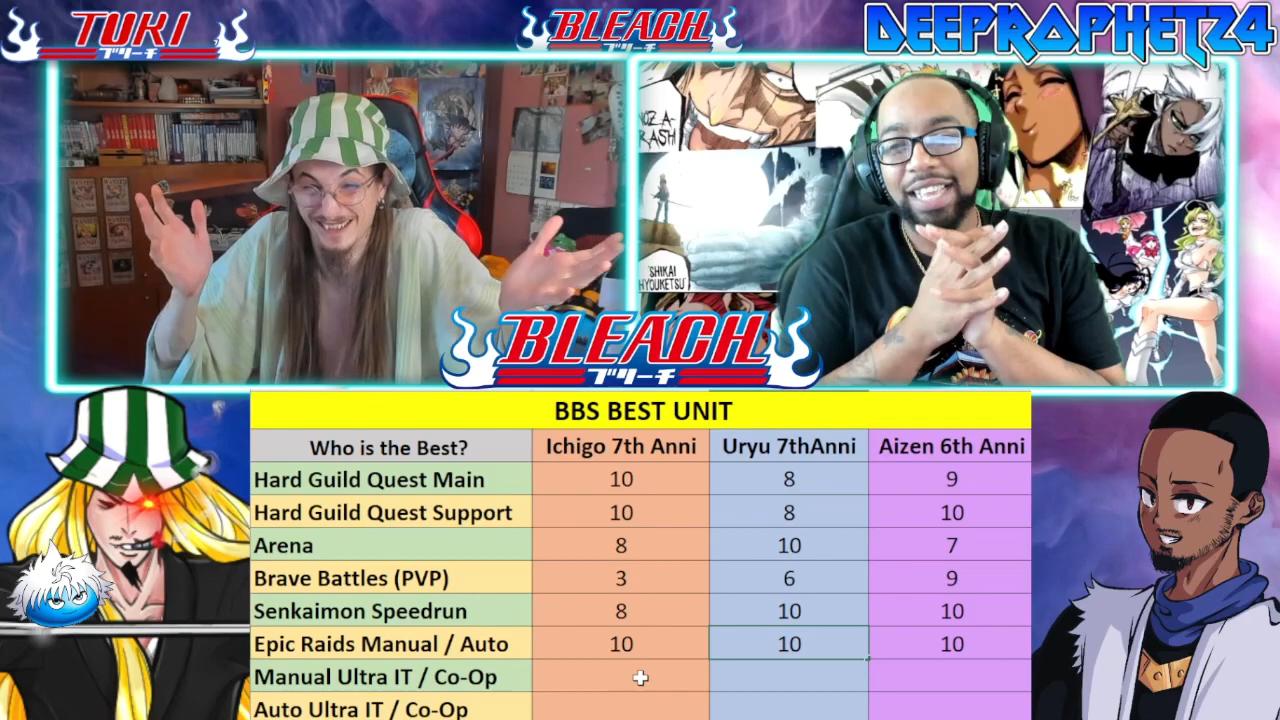 TUKI
ブリーチ
BLEACH
ブリーチ
DEEPROPHET24
NOZA-
RASHI
SHIKAI
HYOUKETSU
BLEACH
ブリーチ
BBS BEST UNIT
Who is the Best? Ichigo 7th Anni Uryu 7thAnni Aizen 6th Anni
Hard Guild Quest Main 10 8 9
Hard Guild Quest Support 10 8 10
Arena 8 10 7
Brave Battles (PVP) 3 6 9
Senkaimon Speedrun 8 10 10
Epic Raids Manual / Auto 10 10 10
Manual Ultra IT / Co-Op
Auto Ultra IT / Co-Op